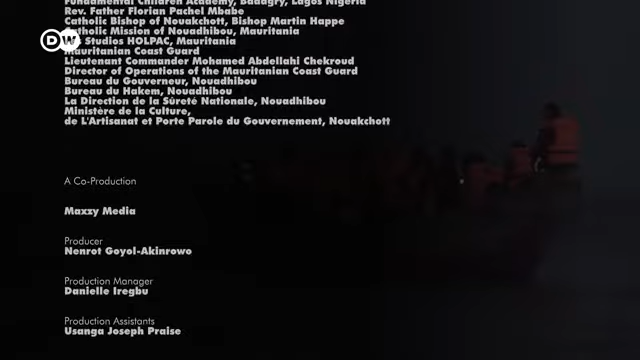 Fundamental Children Academy, Badagry, Lagos Nigeria
Rev. Father Florian Pachel Mbabe
Catholic Bishop of Nouakchott, Bishop Martin Happe
Catholic Mission of Nouadhibou, Mauritania
Studios HOLPAC, Mauritania
Mauritanian Coast Guard
Lieutenant Commander Mohamed Abdellahi Chekroud
Director of Operations of the Mauritanian Coast Guard
Bureau du Gouverneur, Nouadhibou
Bureau du Hakem, Nouadhibou
La Direction de la Sûreté Nationale, Nouadhibou
Ministère de la Culture,
de L'Artisanat et Porte Parole du Gouvernement, Nouakchott
DW
A Co-Production
Maxzy Media
Producer
Nenrot Goyol-Akinrowo
Production Manager
Danielle Iregbu
Production Assistants
Usanga Joseph Praise